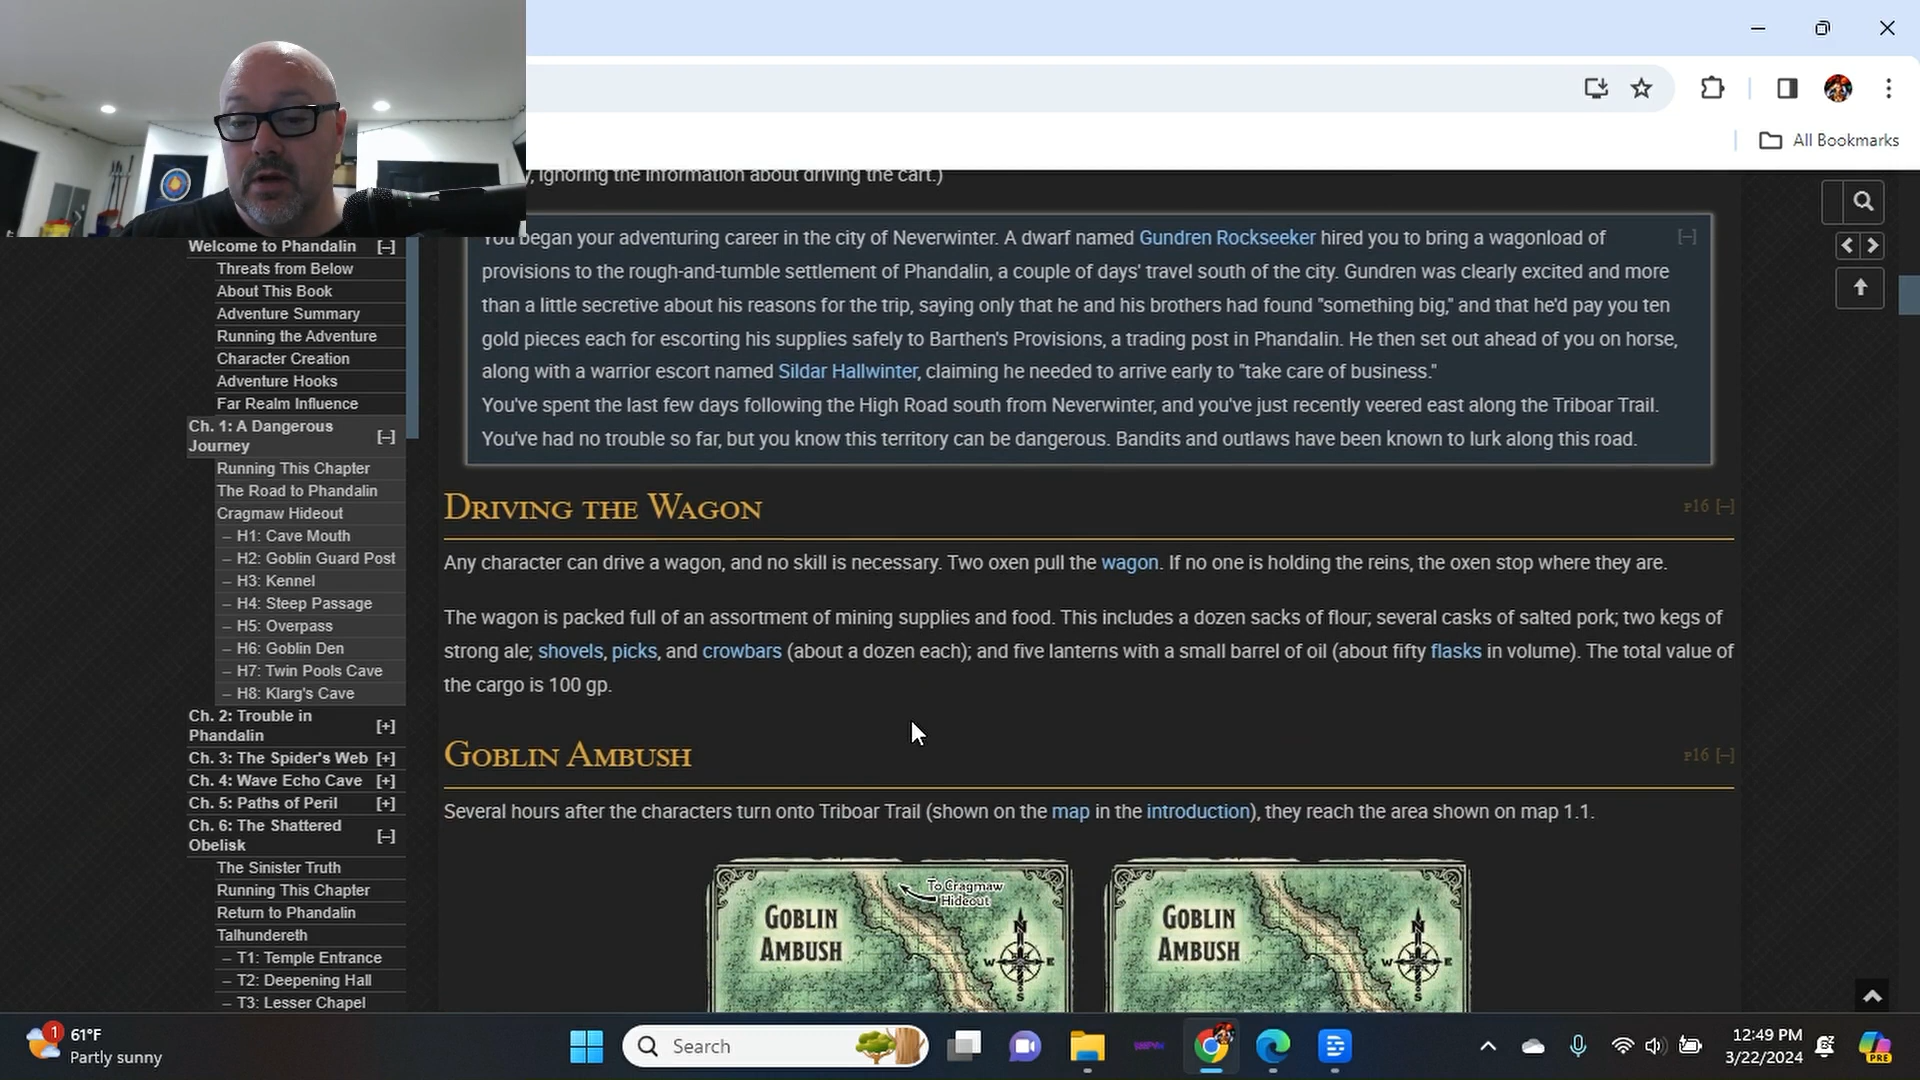 All Bookmarks
ignoring the information about driving the cart.)
You began your adventuring career in the city of Neverwinter. A dwarf named Gundren Rockseeker hired you to bring a wagonload of [–]
provisions to the rough-and-tumble settlement of Phandalin, a couple of days' travel south of the city. Gundren was clearly excited and more
than a little secretive about his reasons for the trip, saying only that he and his brothers had found "something big," and that he'd pay you ten
gold pieces each for escorting his supplies safely to Barthen's Provisions, a trading post in Phandalin. He then set out ahead of you on horse,
along with a warrior escort named Sildar Hallwinter, claiming he needed to arrive early to "take care of business."
You've spent the last few days following the High Road south from Neverwinter, and you've just recently veered east along the Triboar Trail.
You've had no trouble so far, but you know this territory can be dangerous. Bandits and outlaws have been known to lurk along this road.
Driving the Wagon
P16 [–]
Any character can drive a wagon, and no skill is necessary. Two oxen pull the wagon. If no one is holding the reins, the oxen stop where they are.
The wagon is packed full of an assortment of mining supplies and food. This includes a dozen sacks of flour; several casks of salted pork; two kegs of
strong ale; shovels, picks, and crowbars (about a dozen each); and five lanterns with a small barrel of oil (about fifty flasks in volume). The total value of
the cargo is 100 gp.
Goblin Ambush
P16 [–]
Several hours after the characters turn onto Triboar Trail (shown on the map in the introduction), they reach the area shown on map 1.1.
To Cragmaw
Hideout
GOBLIN
AMBUSH
N
W E
S
GOBLIN
AMBUSH
N
W E
S
Welcome to Phandalin [–]
Threats from Below
About This Book
Adventure Summary
Running the Adventure
Character Creation
Adventure Hooks
Far Realm Influence
Ch. 1: A Dangerous
Journey [–]
Running This Chapter
The Road to Phandalin
Cragmaw Hideout
– H1: Cave Mouth
– H2: Goblin Guard Post
– H3: Kennel
– H4: Steep Passage
– H5: Overpass
– H6: Goblin Den
– H7: Twin Pools Cave
– H8: Klarg's Cave
Ch. 2: Trouble in
Phandalin [+]
Ch. 3: The Spider's Web [+]
Ch. 4: Wave Echo Cave [+]
Ch. 5: Paths of Peril [+]
Ch. 6: The Shattered
Obelisk [–]
The Sinister Truth
Running This Chapter
Return to Phandalin
Talhundereth
– T1: Temple Entrance
– T2: Deepening Hall
– T3: Lesser Chapel
1
61°F
Partly sunny
Search
12:49 PM
3/22/2024
PRE